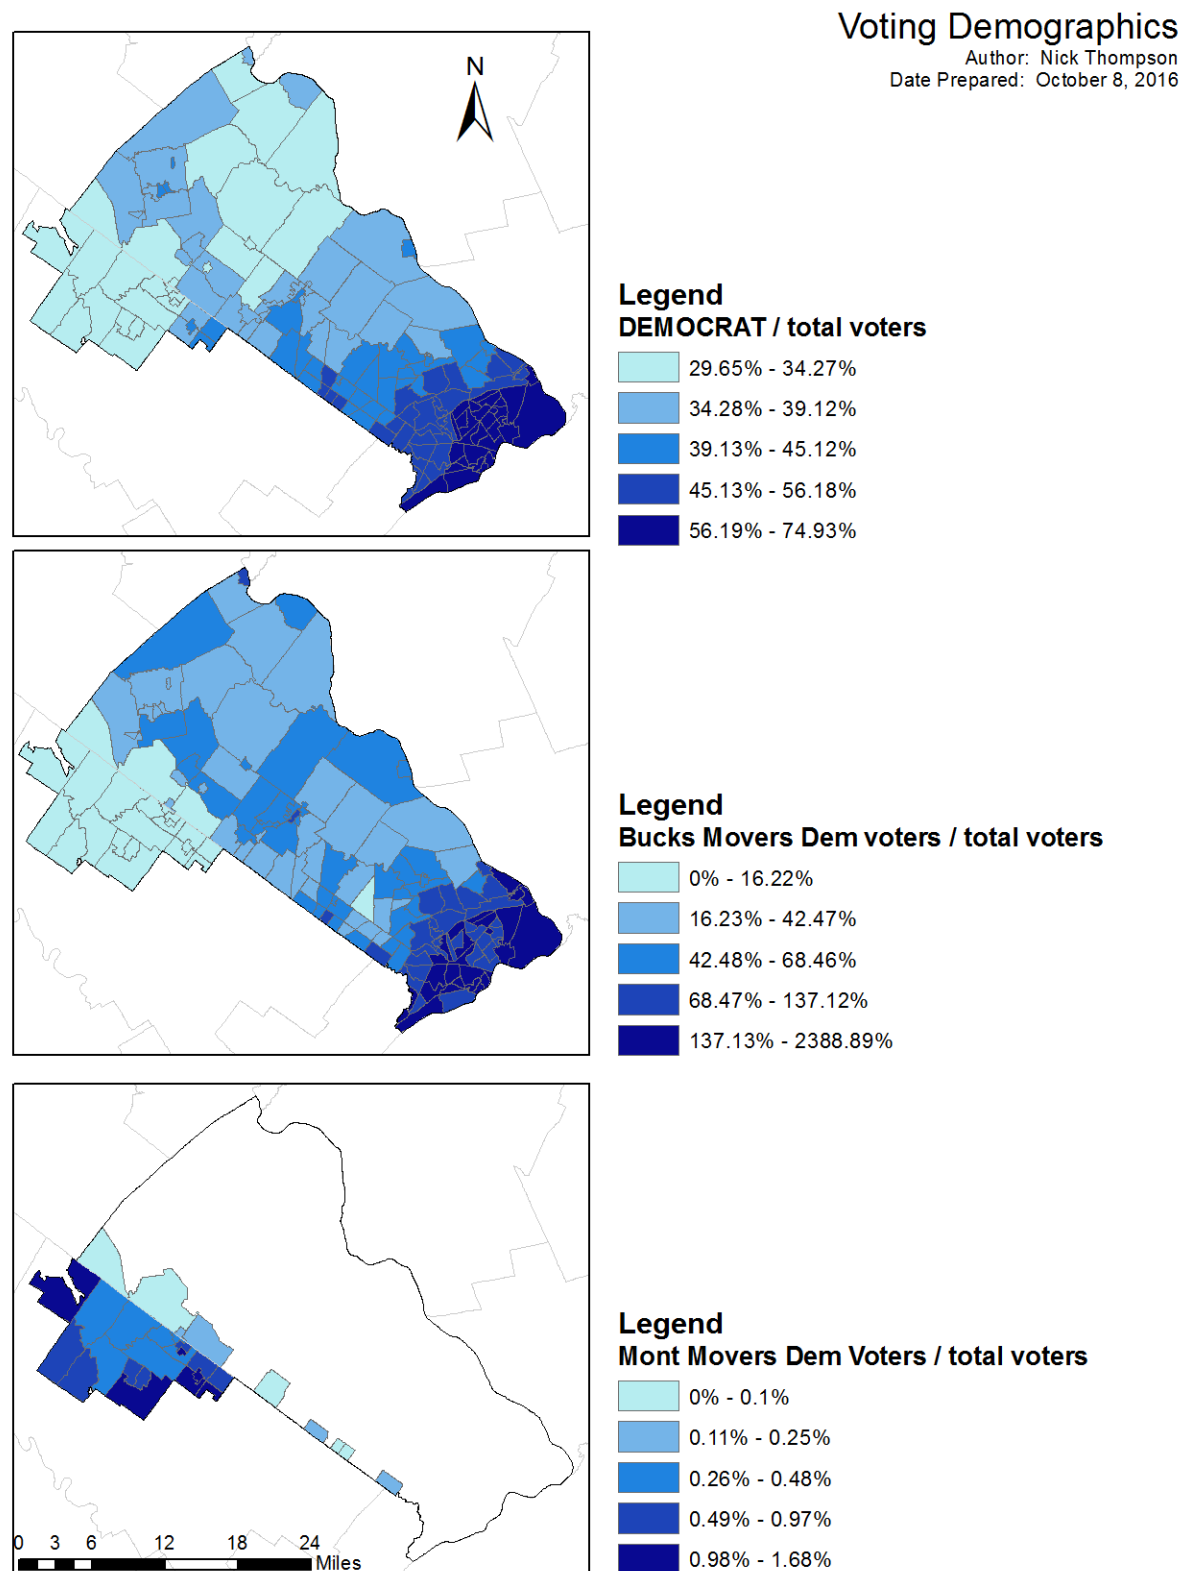 Voting Demographics
Author: Nick Thompson
Date Prepared: October 8, 2016
N
Legend
DEMOCRAT / total voters
29.65% - 34.27%
34.28% - 39.12%
39.13% - 45.12%
45.13% - 56.18%
56.19% - 74.93%
Legend
Bucks Movers Dem voters / total voters
0% - 16.22%
16.23% - 42.47%
42.48% - 68.46%
68.47% - 137.12%
137.13% - 2388.89%
Legend
Mont Movers Dem Voters / total voters
0% - 0.1%
0.11% - 0.25%
0.26% - 0.48%
0.49% - 0.97%
0.98% - 1.68%
0 3 6 12 18 24
Miles